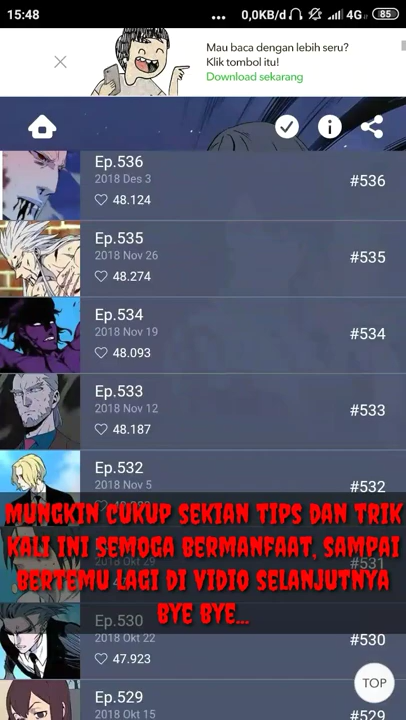 15:48
... 0,0KB/d 4G 85
Mau baca dengan lebih seru?
Klik tombol itu!
Download sekarang
Ep.536
2018 Des 3
48.124
#536
Ep.535
2018 Nov 26
48.274
#535
Ep.534
2018 Nov 19
48.093
#534
Ep.533
2018 Nov 12
48.187
#533
Ep.532
2018 Nov 5
#532
MUNGKIN CUKUP SEKIAN TIPS DAN TRIK
KALI INI SEMOGA BERMANFAAT, SAMPAI
BERTEMU LAGI DI VIDIO SELANJUTNYA
BYE BYE...
Okt 29
#531
Ep.530
2018 Okt 22
47.923
#530
Ep.529
2018 Okt 15
#529
TOP